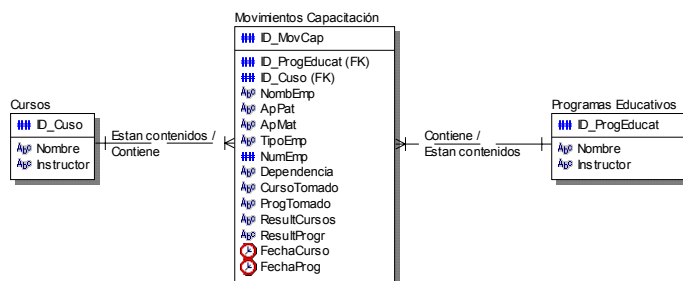 Movimientos Capacitación
ID_MovCap
ID_ProgEducat (FK)
ID_Cuso (FK)
NombEmp
ApPat
ApMat
TipoEmp
NumEmp
Dependencia
CursoTomado
ProgTomado
ResultCursos
ResultProgr
FechaCurso
FechaProg
Cursos
ID_Cuso
Nombre
Instructor
Estan contenidos /
Contiene
Contiene /
Estan contenidos
Programas Educativos
ID_ProgEducat
Nombre
Instructor